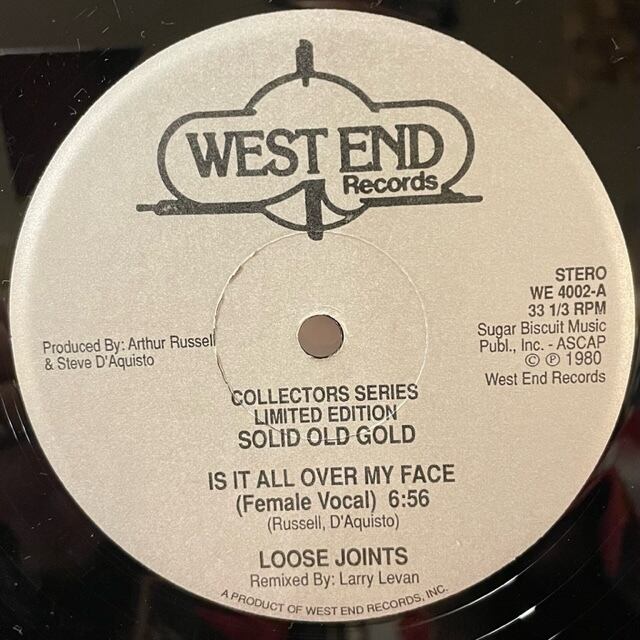 WEST END
Records
STERO
WE 4002-A
33 1/3 RPM
Sugar Biscuit Music
Publ., Inc. - ASCAP
© ℗ 1980
West End Records
Produced By: Arthur Russell
& Steve D'Aquisto
COLLECTORS SERIES
LIMITED EDITION
SOLID OLD GOLD
IS IT ALL OVER MY FACE
(Female Vocal) 6:56
(Russell, D'Aquisto)
LOOSE JOINTS
Remixed By: Larry Levan
A PRODUCT OF WEST END RECORDS, INC.